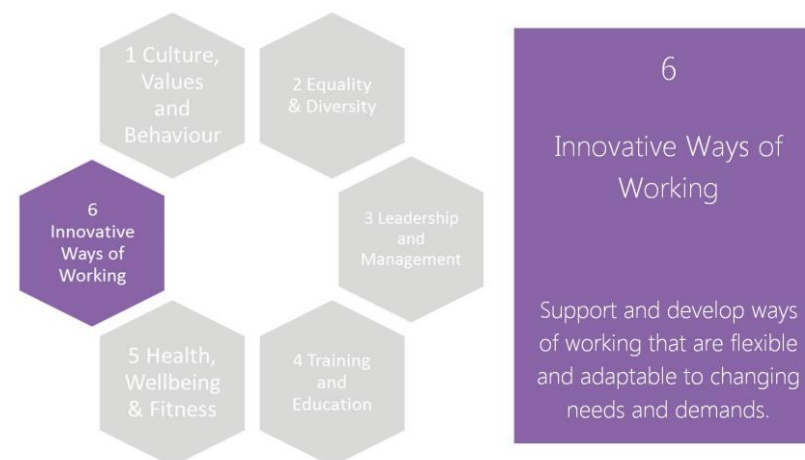 1 Culture,
Values
and
Behaviour
2 Equality
& Diversity
3 Leadership
and
Management
4 Training
and
Education
5 Health,
Wellbeing
& Fitness
6
Innovative
Ways of
Working
6
Innovative Ways of
Working
Support and develop ways
of working that are flexible
and adaptable to changing
needs and demands.